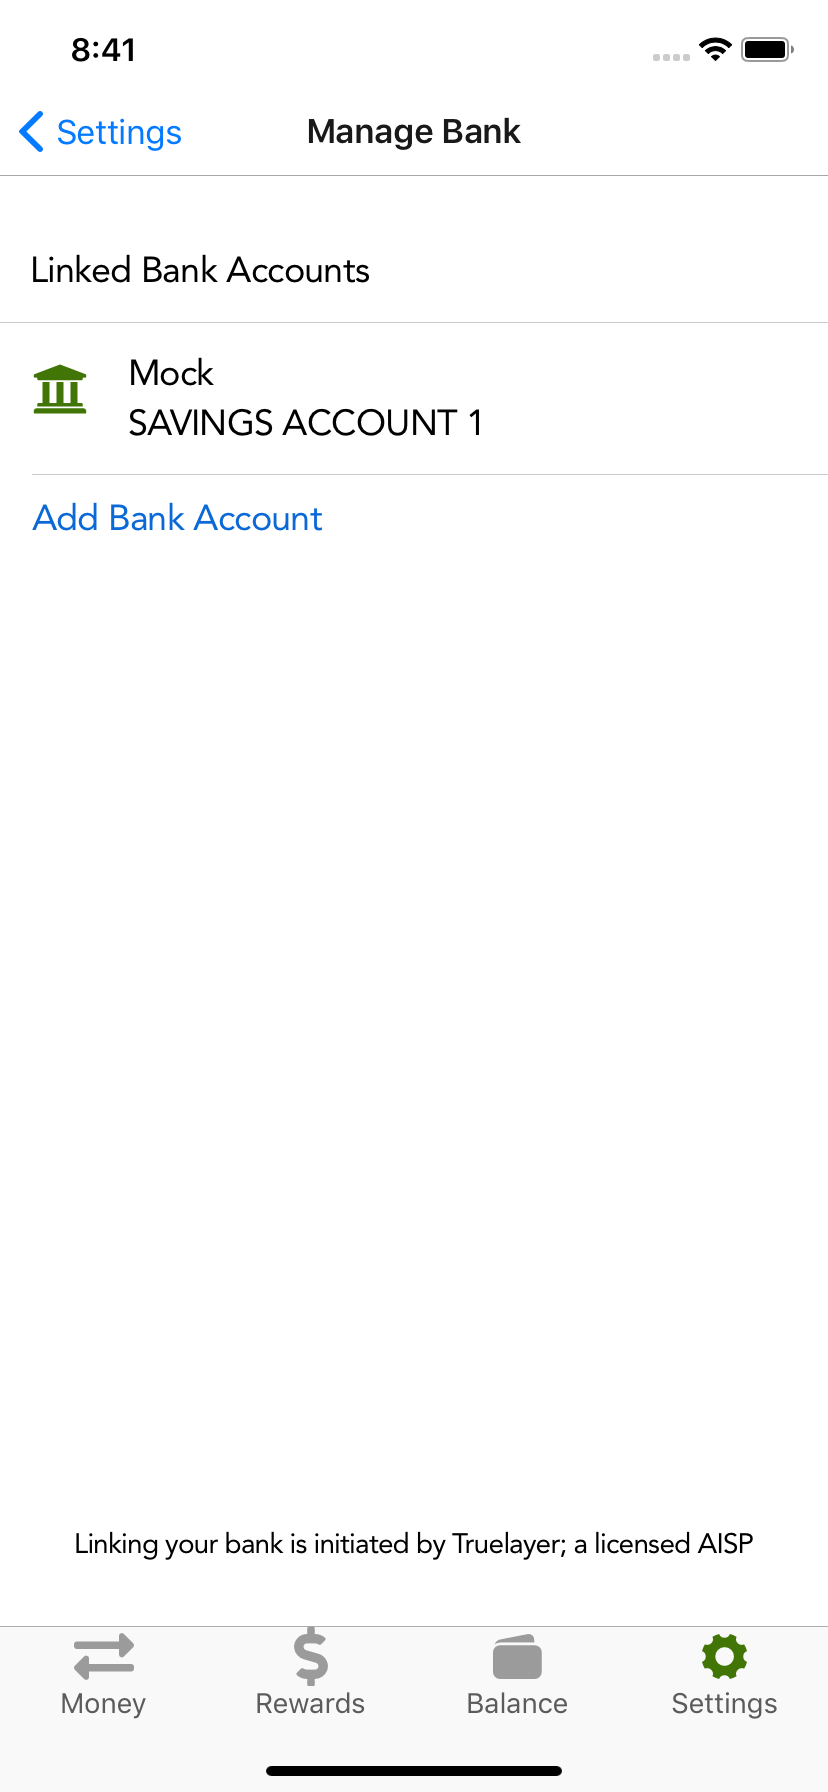 8:41
Settings
Manage Bank
Linked Bank Accounts
Mock
SAVINGS ACCOUNT 1
Add Bank Account
Linking your bank is initiated by Truelayer; a licensed AISP
Money
Rewards
Balance
Settings